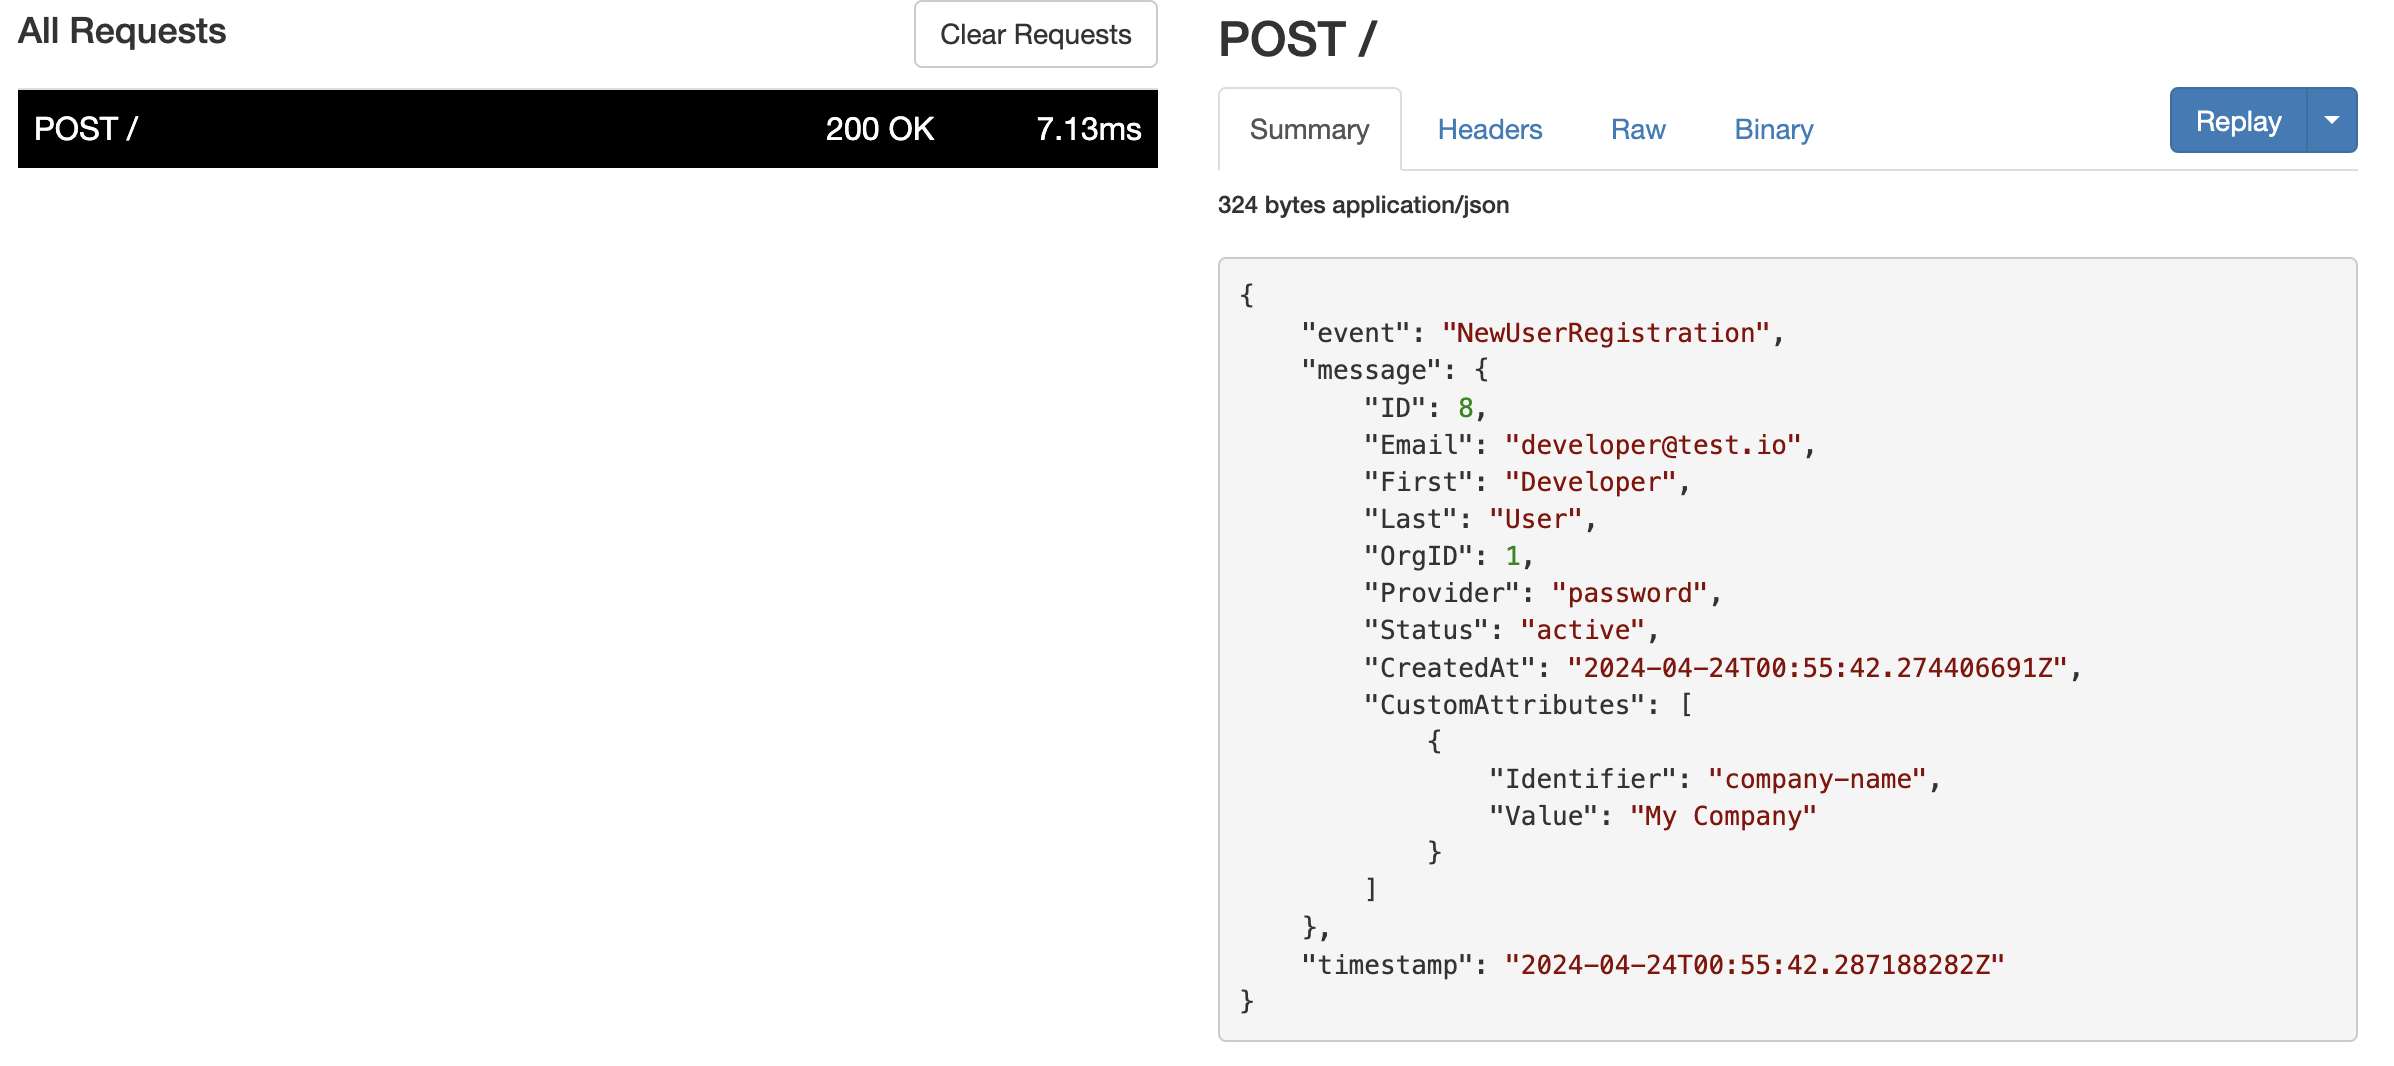 All Requests
Clear Requests
POST / 200 OK 7.13ms
POST /
Summary Headers Raw Binary Replay
324 bytes application/json
{
    "event": "NewUserRegistration",
    "message": {
        "ID": 8,
        "Email": "developer@test.io",
        "First": "Developer",
        "Last": "User",
        "OrgID": 1,
        "Provider": "password",
        "Status": "active",
        "CreatedAt": "2024-04-24T00:55:42.274406691Z",
        "CustomAttributes": [
            {
                "Identifier": "company-name",
                "Value": "My Company"
            }
        ]
    },
    "timestamp": "2024-04-24T00:55:42.287188282Z"
}